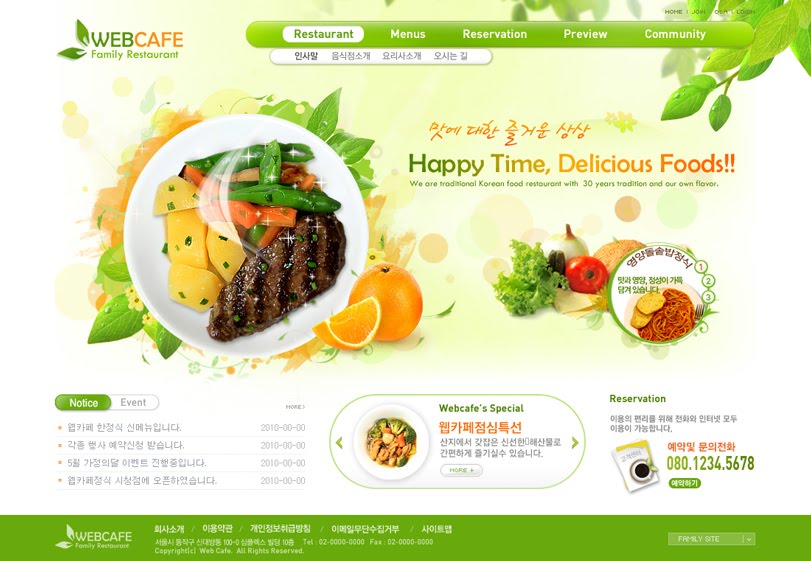 HOME | JOIN | Q&A | LOGIN
WEBCAFE
Family Restaurant
Restaurant Menus Reservation Preview Community
인사말 음식점소개 요리사소개 오시는 길
맛에 대한 즐거운 상상
Happy Time, Delicious Foods!!
We are traditional Korean food restaurant with 30 years tradition and our own flavor.
영양돌솥밥정식
맛과 영양, 정성이 가득
담겨 있습니다.
1
2
3
Notice Event
MORE
웹카페 한정식 신메뉴입니다. 2010-00-00
각종 행사 예약신청 받습니다. 2010-00-00
5월 가정의달 이벤트 진행중입니다. 2010-00-00
웹카페정식 시청점에 오픈하였습니다. 2010-00-00
Webcafe's Special
웹카페점심특선
산지에서 갖잡은 신선한 해산물로
간편하게 즐기실수 있습니다.
MORE
Reservation
이용의 편리를 위해 전화와 인터넷 모두
이용이 가능합니다.
고객센터
예약및 문의전화
080.1234.5678
예약하기
WEBCAFE
Family Restaurant
회사소개 / 이용약관 / 개인정보취급방침 / 이메일무단수집거부 / 사이트맵
서울시 동작구 신대방동 100-0 심플렉스 빌딩 10층 Tel : 02-0000-0000 Fax : 02-0000-0000
Copyright(c) Web Cafe. All Rights Reserved.
FAMILY SITE